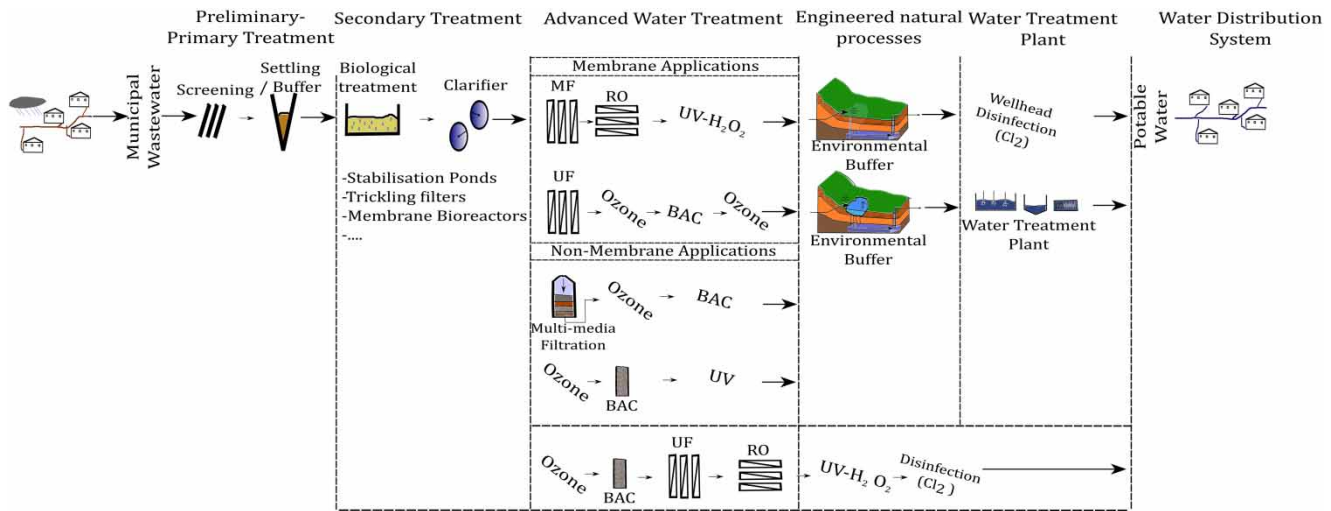 Preliminary-
Primary Treatment
Secondary Treatment
Advanced Water Treatment
Engineered natural
processes
Water Treatment
Plant
Water Distribution
System
Municipal
Wastewater
Screening
Settling
/ Buffer
Biological
treatment
Clarifier
-Stabilisation Ponds
-Trickling filters
-Membrane Bioreactors
-....
Membrane Applications
MF
RO
UV-H₂O₂
UF
Ozone
BAC
Ozone
Non-Membrane Applications
Multi-media
Filtration
Ozone
BAC
Ozone
BAC
UV
Ozone
BAC
UF
RO
UV-H₂ O₂
Disinfection
(Cl₂ )
Environmental
Buffer
Environmental
Buffer
Wellhead
Disinfection
(Cl₂)
Water Treatment
Plant
Potable
Water